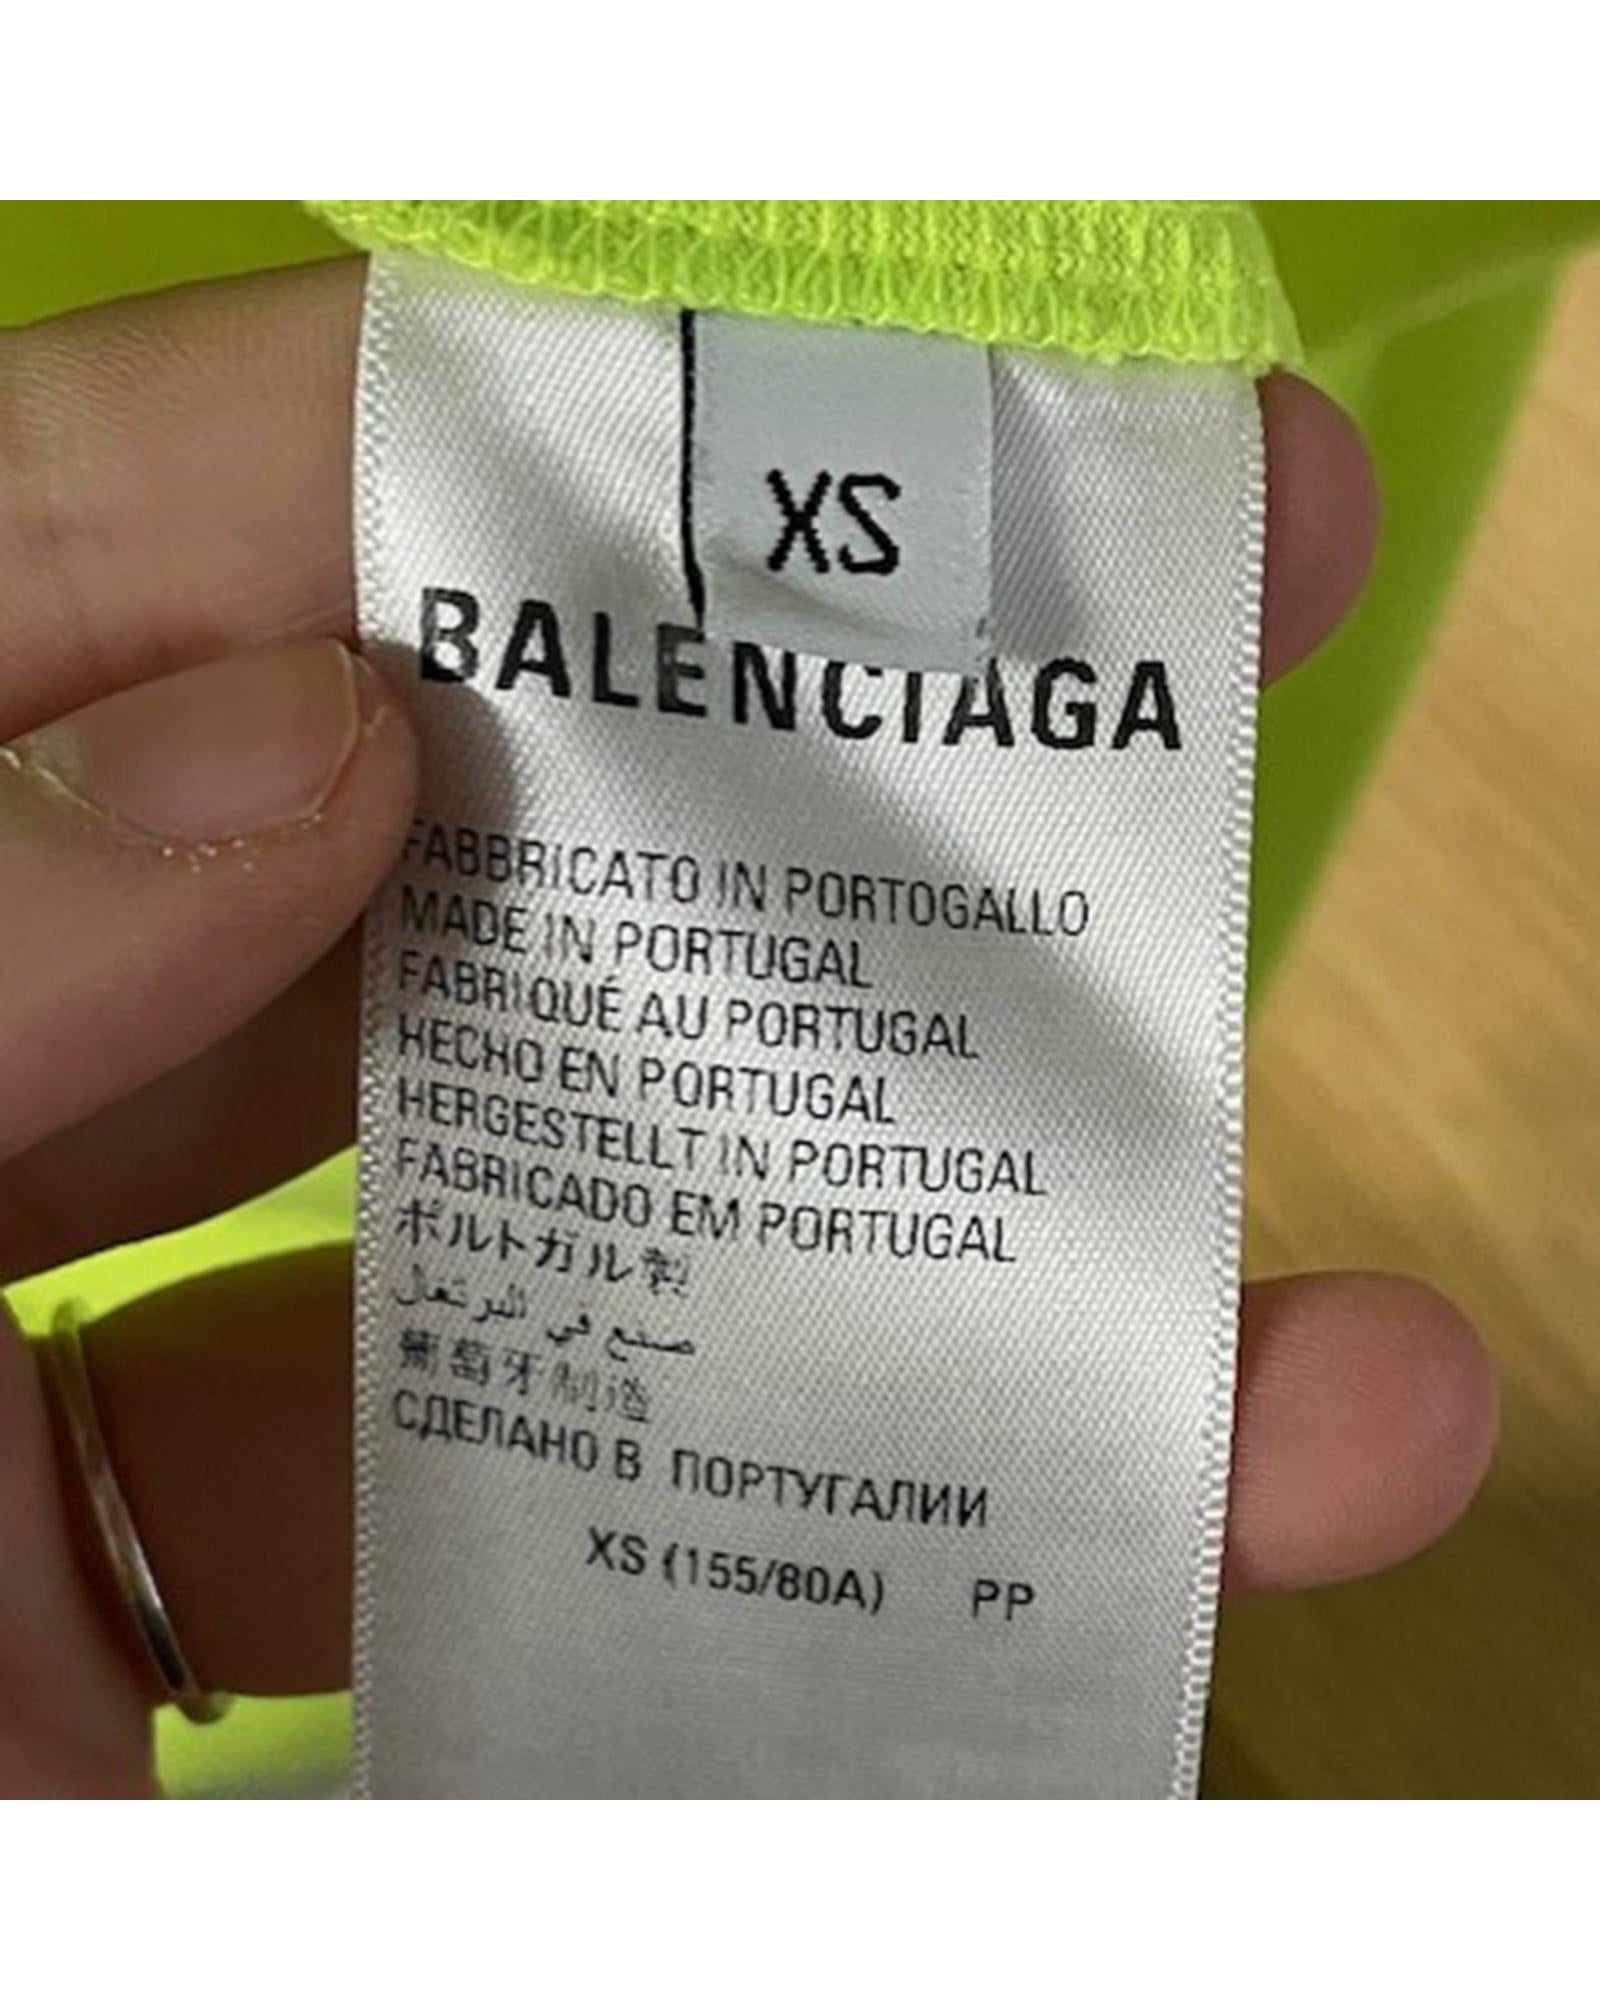 XS
BALENCIAGA
FABBRICATO IN PORTOGALLO
MADE IN PORTUGAL
FABRIQUÉ AU PORTUGAL
HECHO EN PORTUGAL
HERGESTELLT IN PORTUGAL
FABRICADO EM PORTUGAL
ポルトガル製
صنع في البرتغال
葡萄牙制造
СДЕЛАНО В ПОРТУГАЛИИ
XS (155/80A) PP